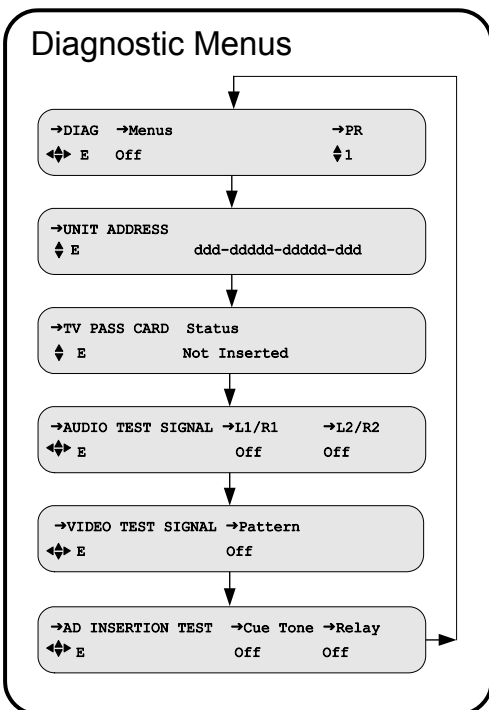 Diagnostic Menus
→DIAG →Menus →PR
E Off 1
→UNIT ADDRESS
E ddd-ddddd-ddddd-ddd
→TV PASS CARD Status
E Not Inserted
→AUDIO TEST SIGNAL →L1/R1 →L2/R2
E Off Off
→VIDEO TEST SIGNAL →Pattern
E Off
→AD INSERTION TEST →Cue Tone →Relay
E Off Off